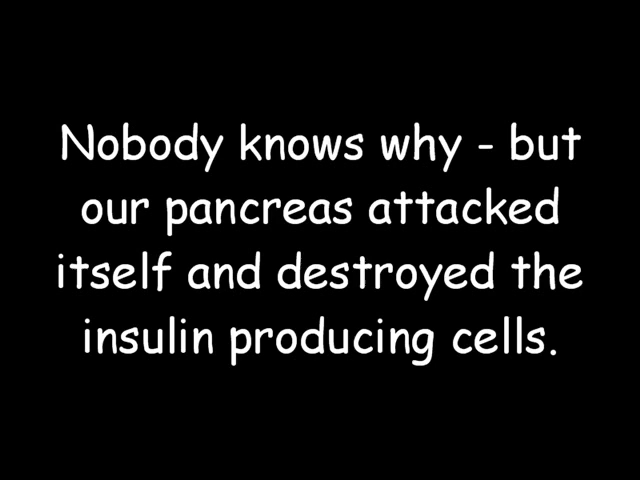 Nobody knows why - but
our pancreas attacked
itself and destroyed the
insulin producing cells.